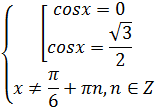 cosx = 0
cosx = √3/2
x ≠ π/6 + πn, n ∈ Z